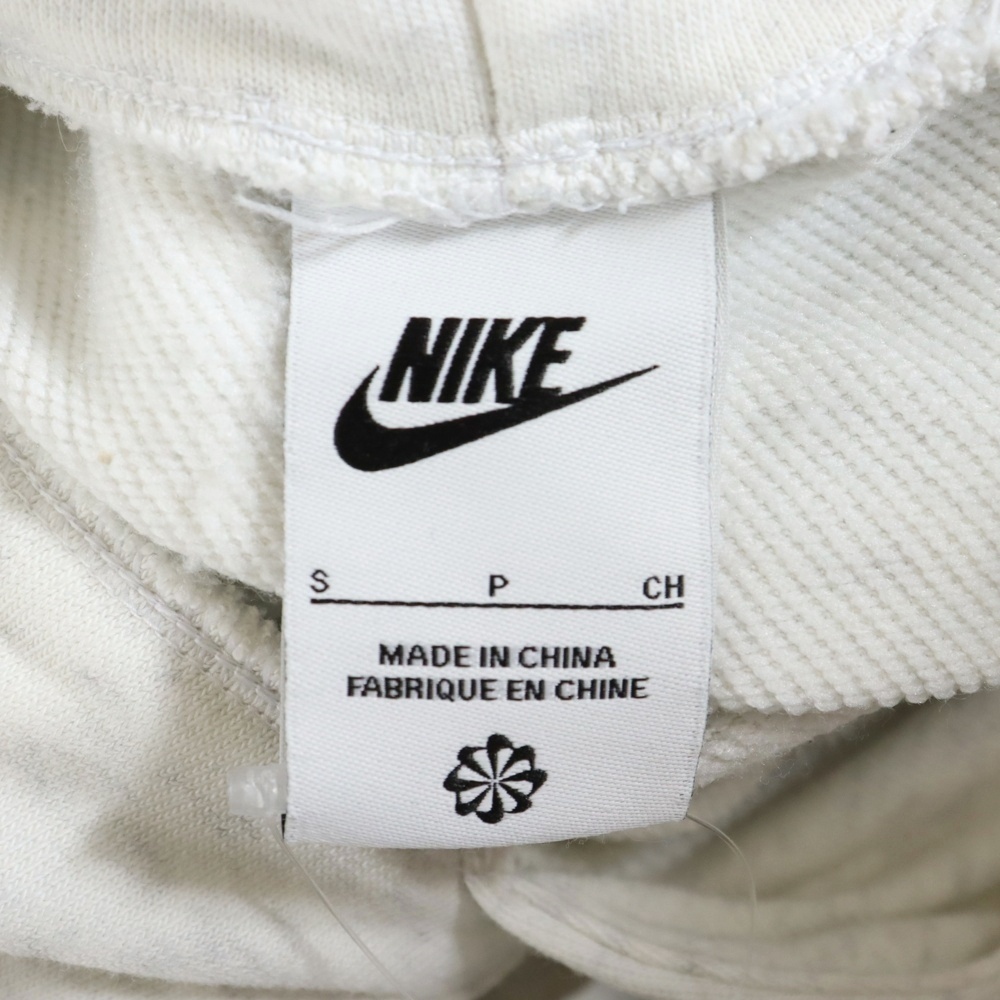 NIKE
S P CH
MADE IN CHINA
FABRIQUE EN CHINE